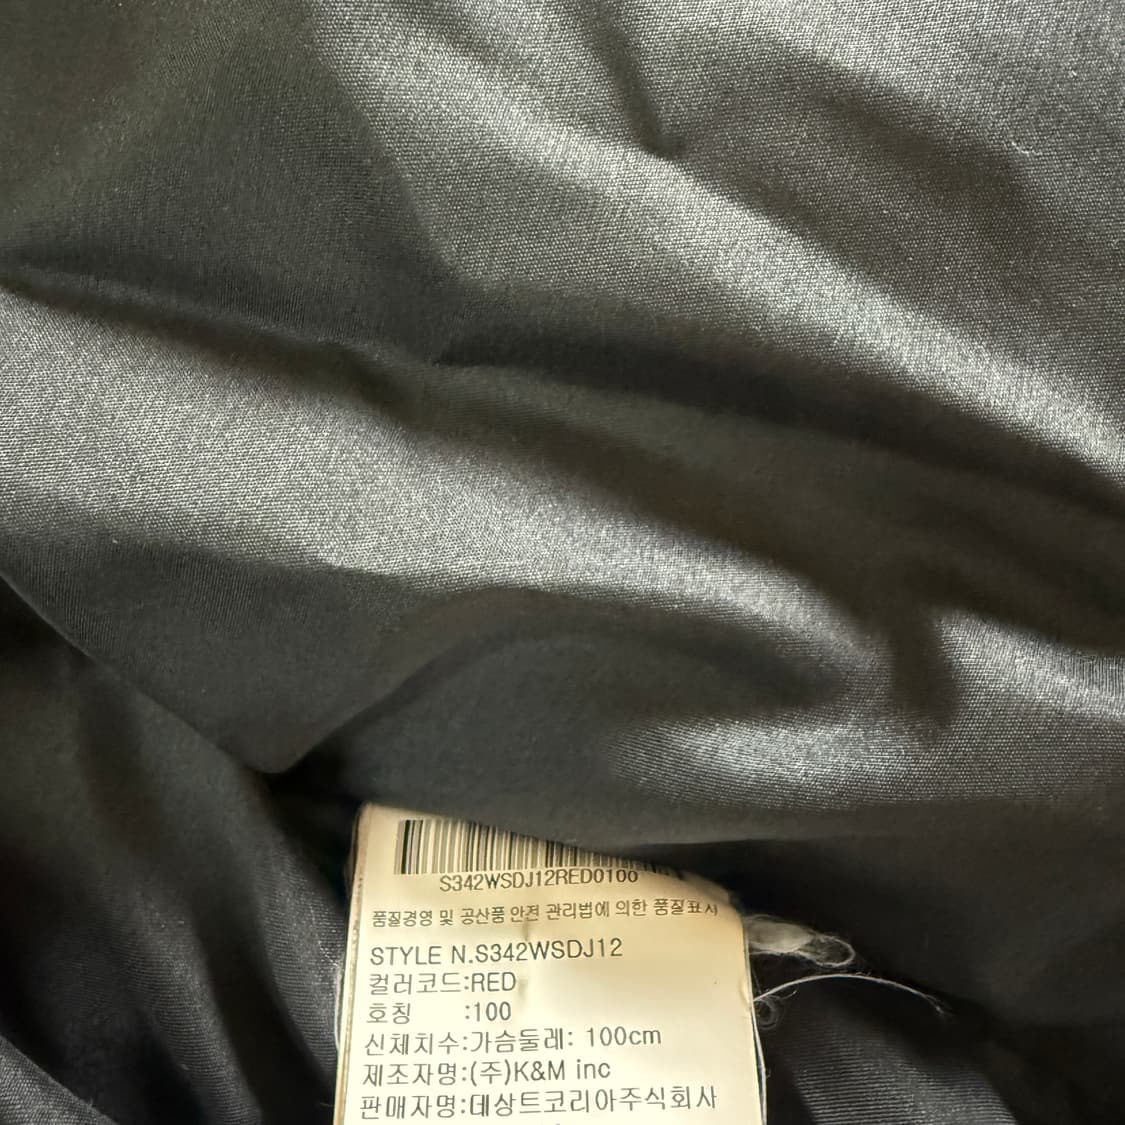 S342WSDJ12RED0100
품질경영 및 공산품 안전 관리법에 의한 품질표시
STYLE N.S342WSDJ12
컬러코드:RED
호칭 :100
신체치수:가슴둘레: 100cm
제조자명:(주)K&M inc
판매자명:데상트코리아주식회사